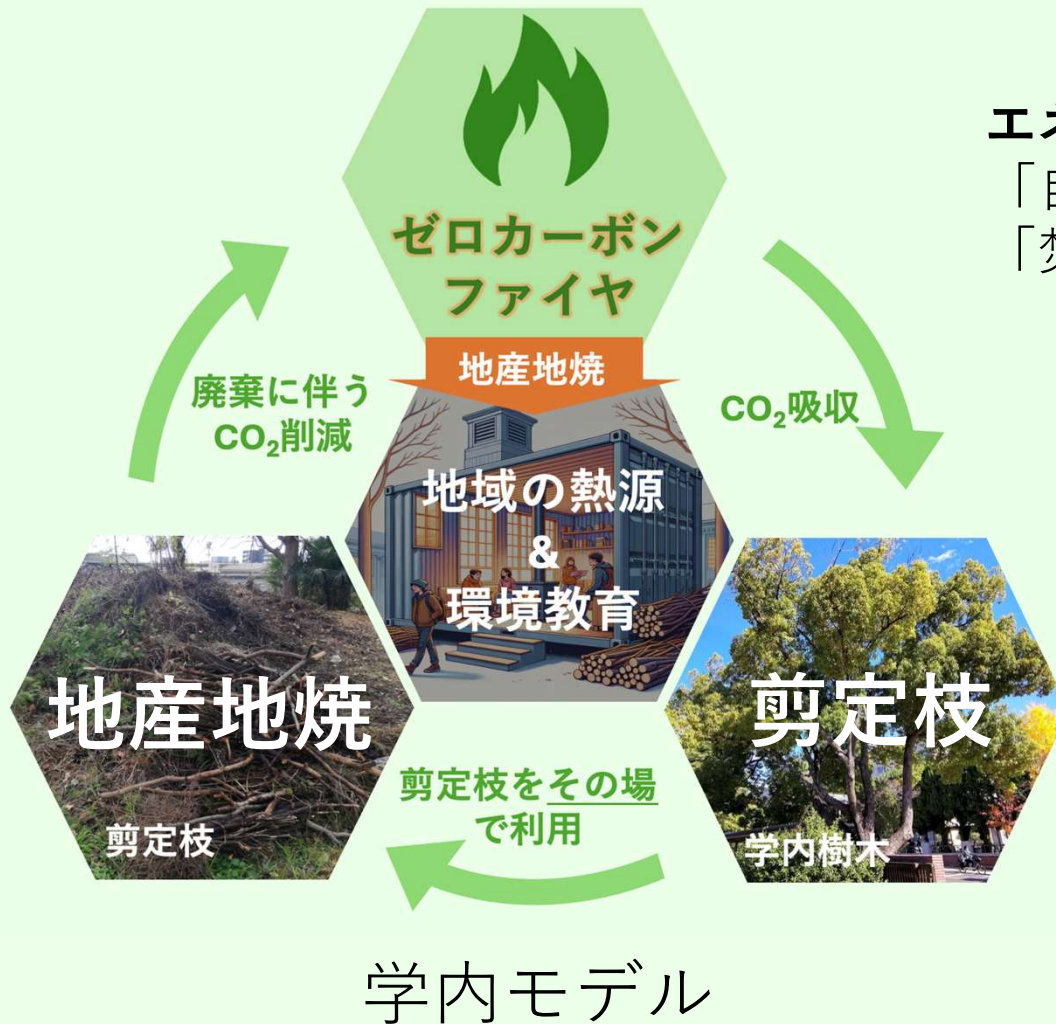 ゼロカーボン
ファイヤ
エネ
「
「焚
地産地焼
廃棄に伴う
CO₂削減
CO₂吸収
地域の熱源
&
環境教育
地産地焼
剪定枝
剪定枝
学内樹木
剪定枝をその場
で利用
学内モデル